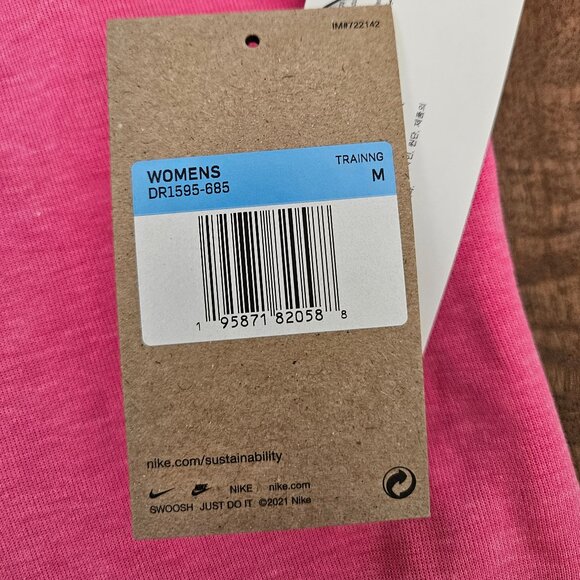 IM#722142
WOMENS TRAINNG
DR1595-685 M
1 95871 82058 8
nike.com/sustainability
NIKE nike.com
SWOOSH JUST DO IT ©2021 Nike